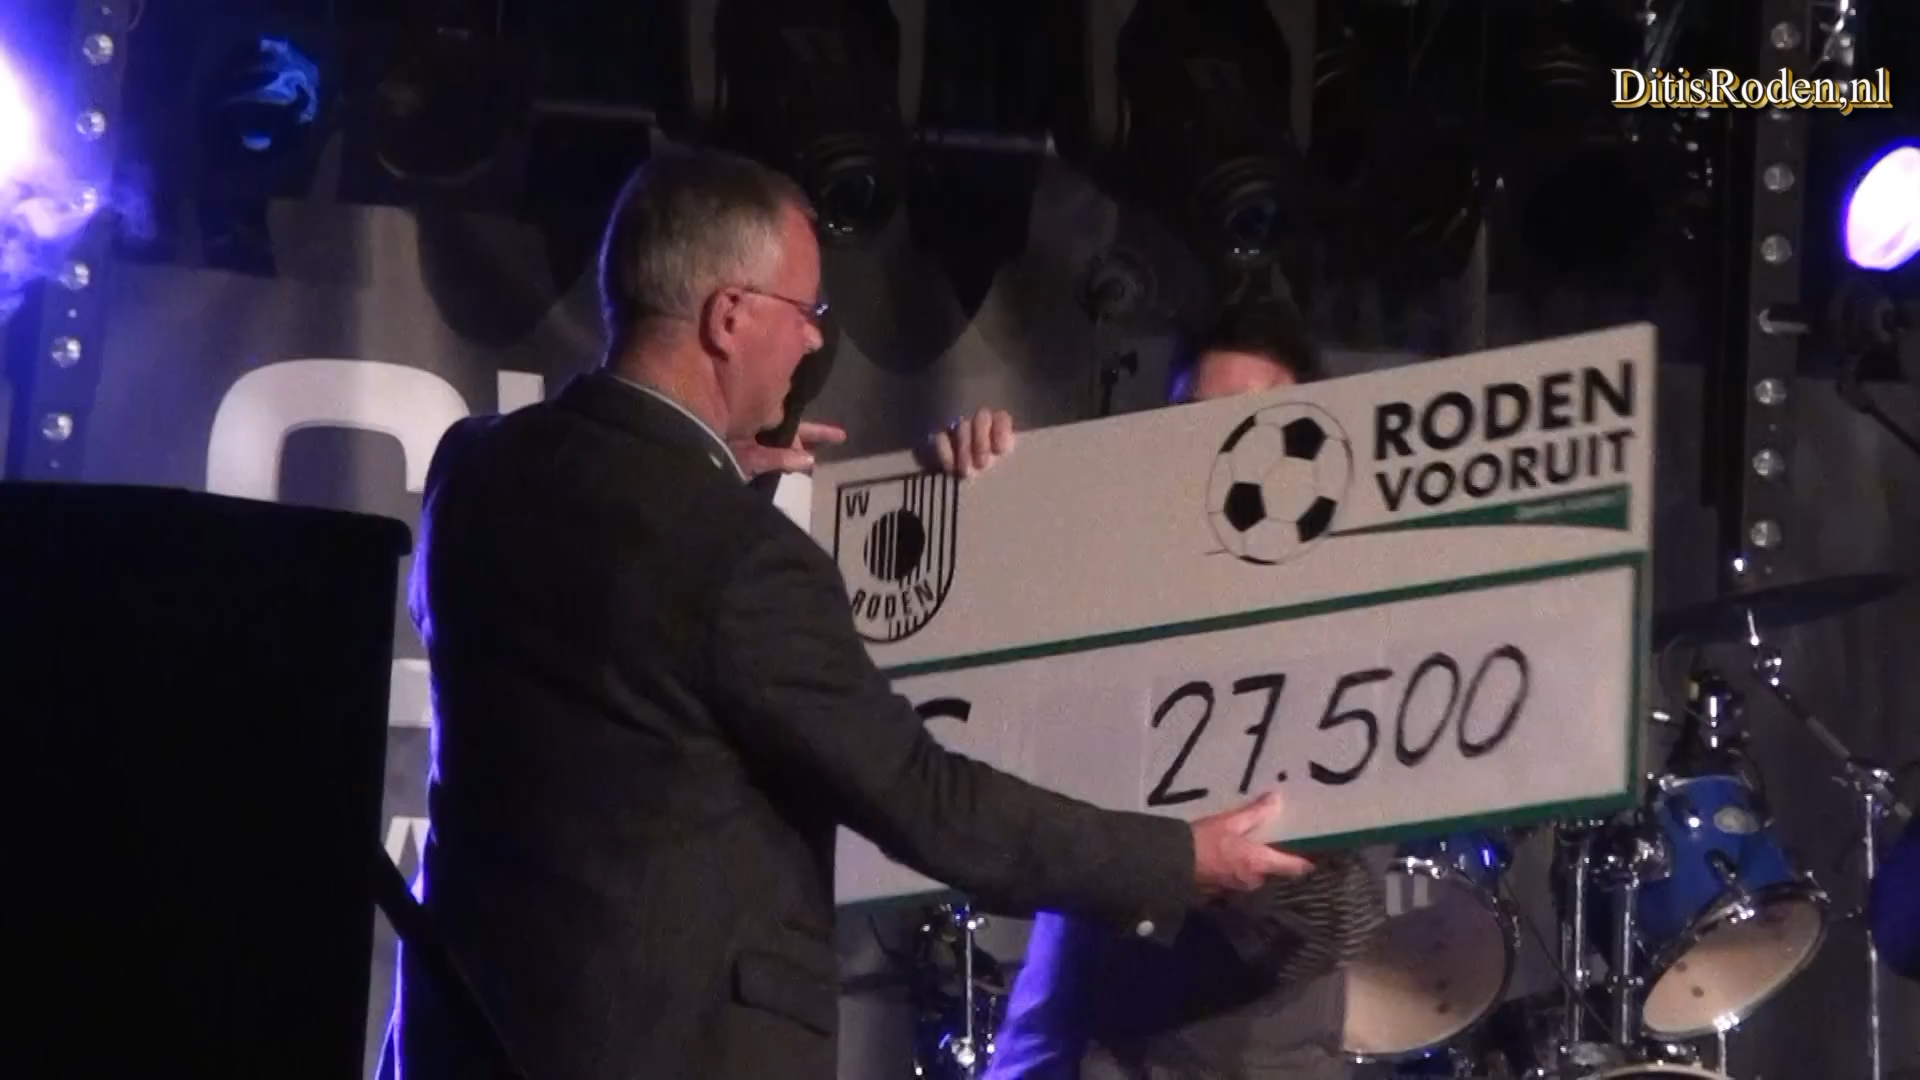 DitisRoden,nl
RODEN
VOORUIT
VV
RODEN
27.500